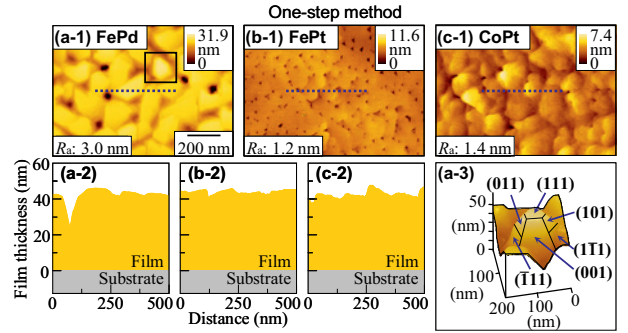 One-step method
(a-1) FePd
31.9
nm
0
Ra: 3.0 nm
200 nm
(b-1) FePt
11.6
nm
0
Ra: 1.2 nm
(c-1) CoPt
7.4
nm
0
Ra: 1.4 nm
Film thickness (nm)
60
40
20
0
(a-2)
Film
Substrate
0
500
(b-2)
Film
Substrate
0
500
(c-2)
Film
Substrate
0
500
Distance (nm)
(a-3)
(011)
(111)
(101)
(11̅1)
(001)
(1̅11)
50
(nm)
0
100
(nm)
200
100
(nm)
0